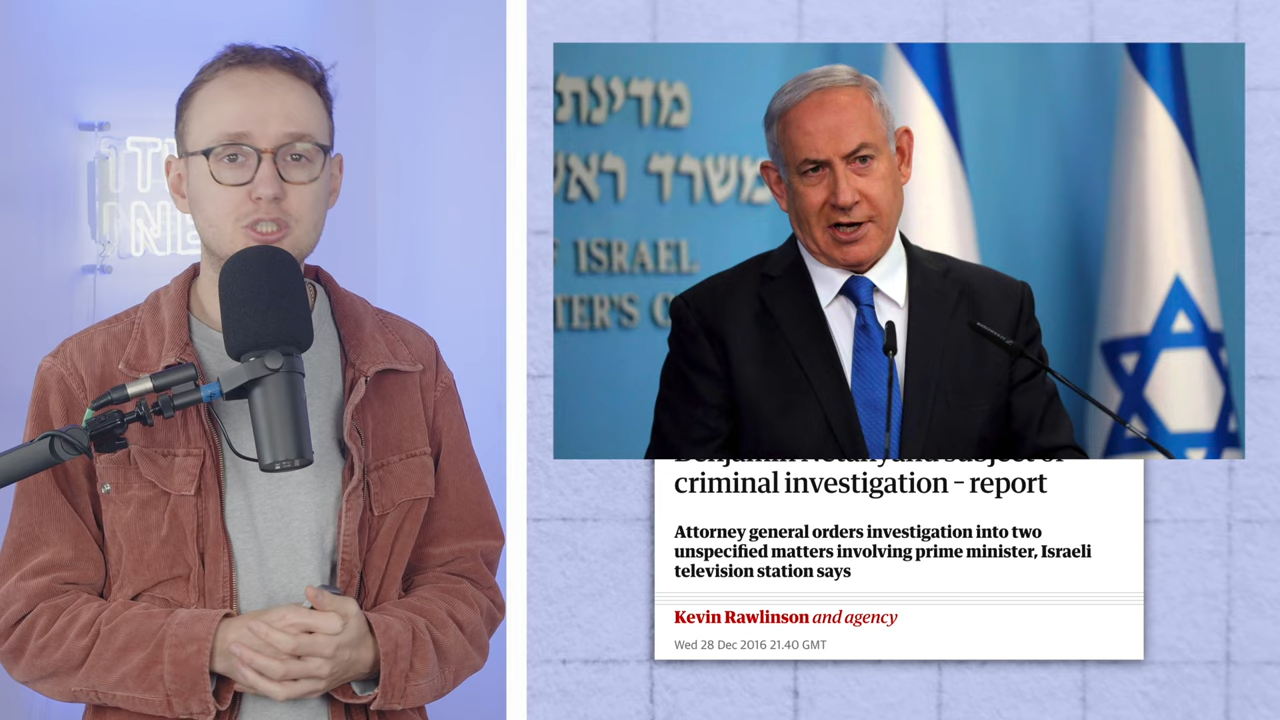 מדינת
משרד ראש
ISRAEL
TER'S
criminal investigation – report
Attorney general orders investigation into two
unspecified matters involving prime minister, Israeli
television station says
Kevin Rawlinson and agency
Wed 28 Dec 2016 21.40 GMT